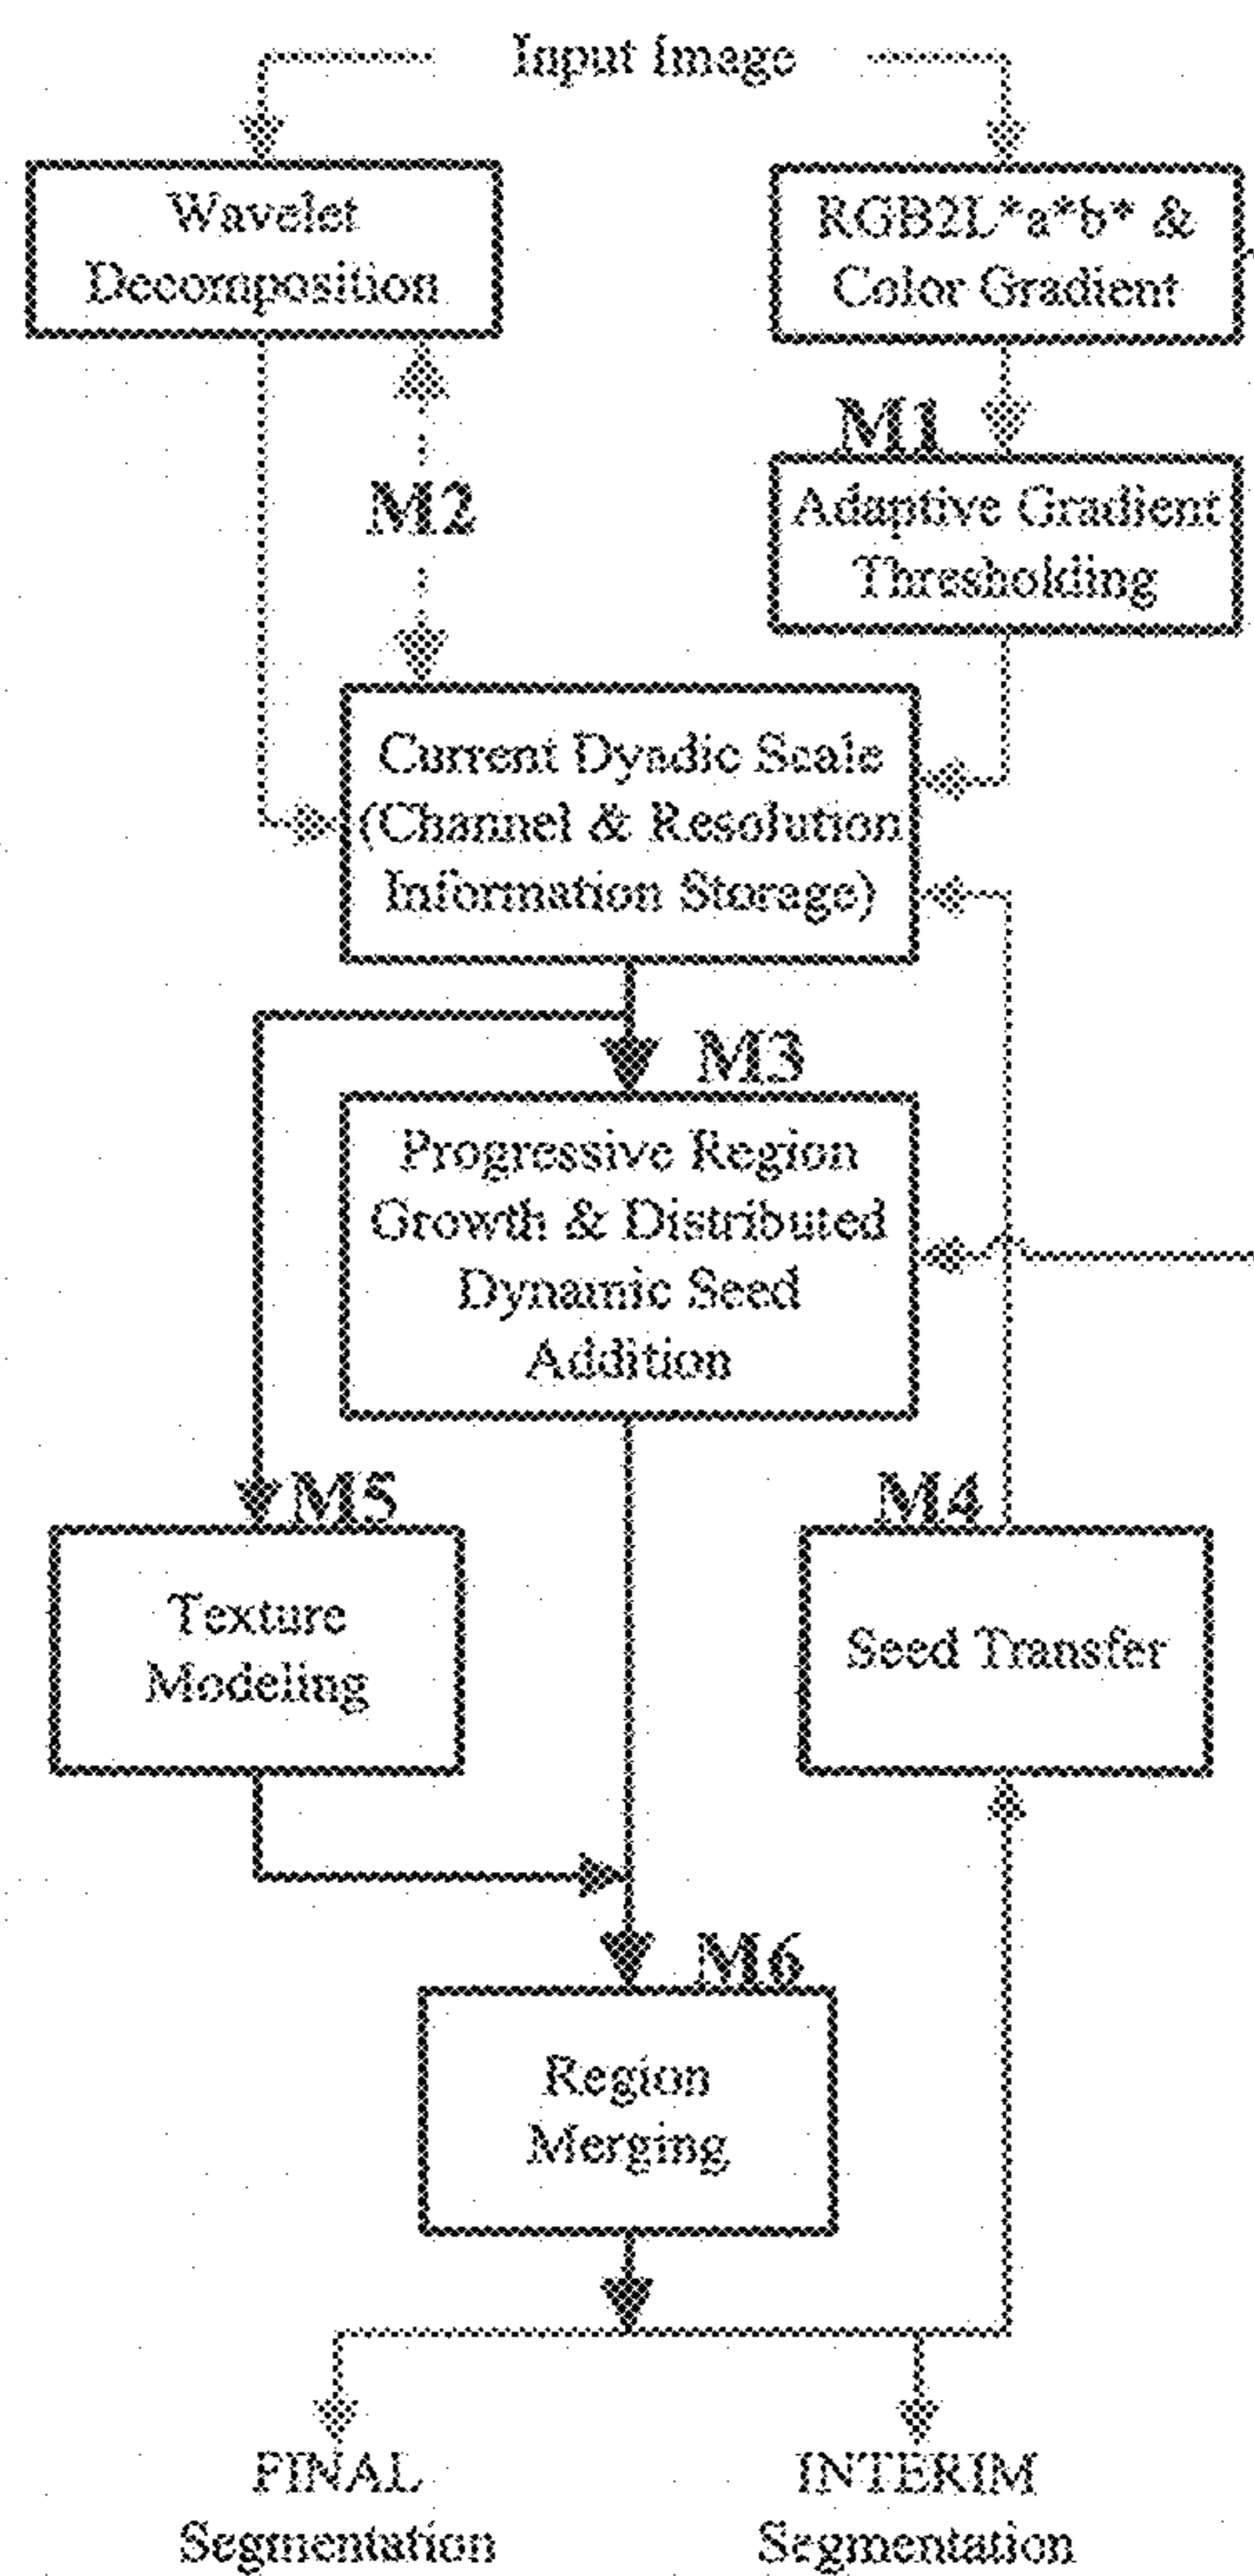 Input Image
Wavelet
Decomposition
RGB2L*a*b* &
Color Gradient
M1
Adaptive Gradient
Thresholding
M2
Current Dyadic Scale
(Channel & Resolution
Information Storage)
M3
Progressive Region
Growth & Distributed
Dynamic Seed
Addition
M5
Texture
Modeling
M4
Seed Transfer
M6
Region
Merging
FINAL
Segmentation
INTERIM
Segmentation